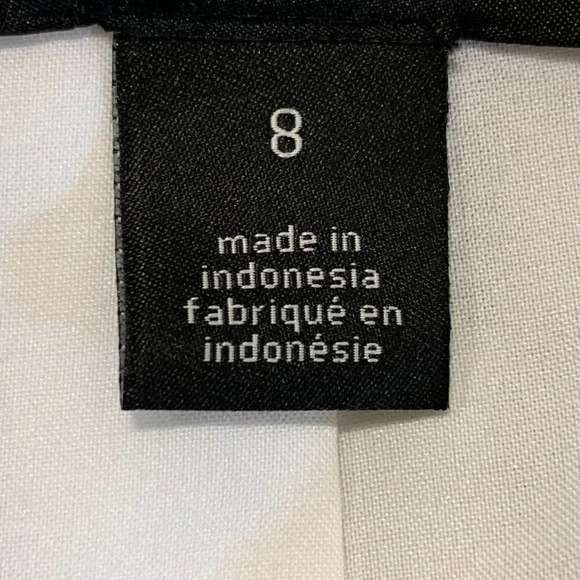 8
made in
indonesia
fabriqué en
indonésie